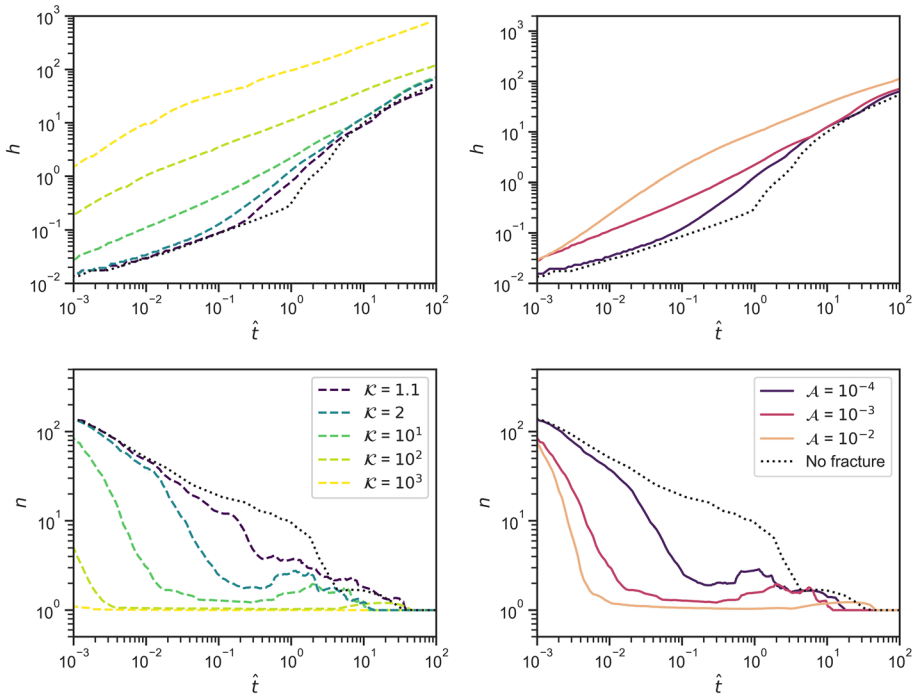 10³
10²
10¹
10⁰
10⁻¹
10⁻²
h
10⁻³
10⁻²
10⁻¹
10⁰
10¹
10²
t̂
10³
10²
10¹
10⁰
10⁻¹
10⁻²
h
10⁻³
10⁻²
10⁻¹
10⁰
10¹
10²
t̂
10²
10¹
10⁰
n
𝒦 = 1.1
𝒦 = 2
𝒦 = 10¹
𝒦 = 10²
𝒦 = 10³
10⁻³
10⁻²
10⁻¹
10⁰
10¹
10²
t̂
10²
10¹
10⁰
n
𝒜 = 10⁻⁴
𝒜 = 10⁻³
𝒜 = 10⁻²
No fracture
10⁻³
10⁻²
10⁻¹
10⁰
10¹
10²
t̂